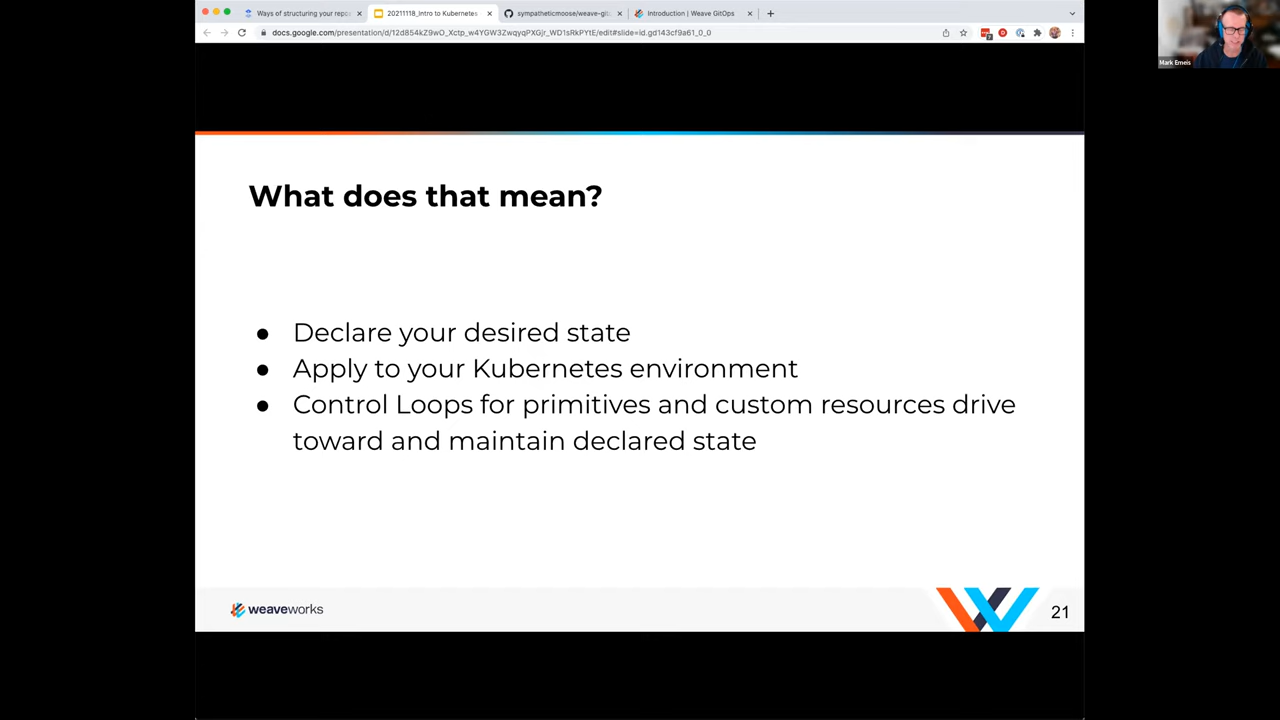 Ways of structuring your repos
20211118_Intro to Kubernetes
sympatheticmoose/weave-gito
Introduction | Weave GitOps
docs.google.com/presentation/d/12d854kZ9wO_Xctp_w4YGW3ZwqyqPXGjr_WD1sRkPYtE/edit#slide=id.gd143cf9a61_0_0
Mark Emeis
What does that mean?
● Declare your desired state
● Apply to your Kubernetes environment
● Control Loops for primitives and custom resources drive
toward and maintain declared state
weaveworks
21